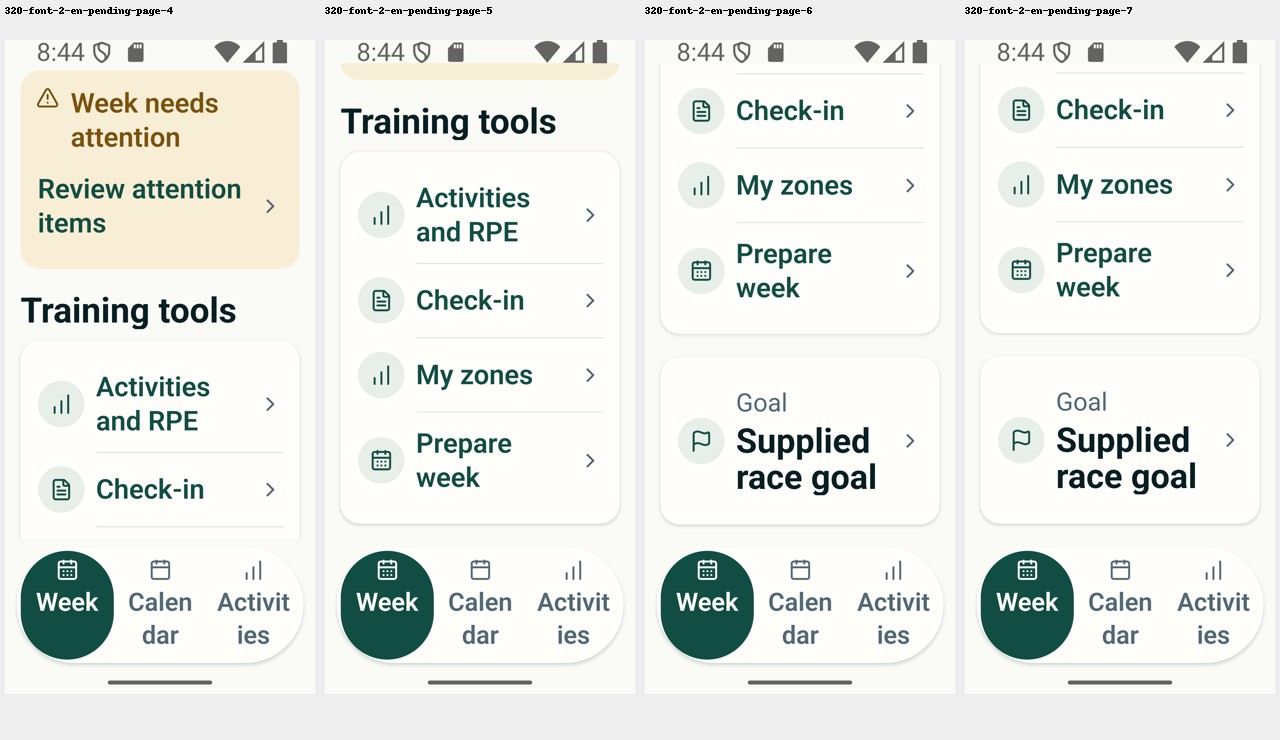 320-font-2-en-pending-page-4
8:44
Week needs
attention
Review attention
items
Training tools
Activities
and RPE
Check-in
Week
Calen
dar
Activit
ies
320-font-2-en-pending-page-5
8:44
Training tools
Activities
and RPE
Check-in
My zones
Prepare
week
Week
Calen
dar
Activit
ies
320-font-2-en-pending-page-6
8:44
Check-in
My zones
Prepare
week
Goal
Supplied
race goal
Week
Calen
dar
Activit
ies
320-font-2-en-pending-page-7
8:44
Check-in
My zones
Prepare
week
Goal
Supplied
race goal
Week
Calen
dar
Activit
ies